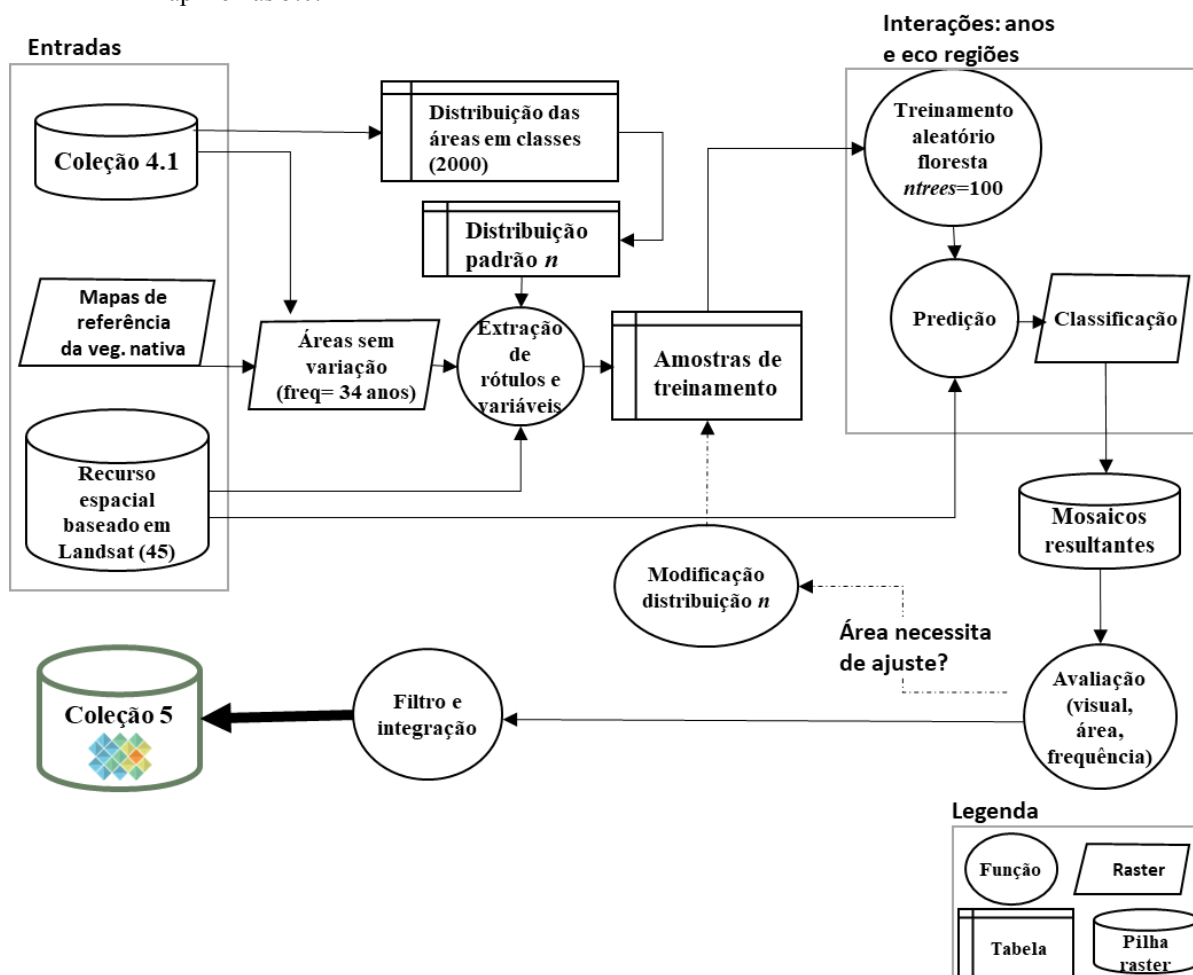 Interações: anos
e eco regiões
Entradas
Coleção 4.1
Distribuição das
áreas em classes
(2000)
Treinamento
aleatório
floresta
ntrees=100
Distribuição
padrão n
Mapas de
referência
da veg. nativa
Áreas sem
variação
(freq= 34 anos)
Extração
de
rótulos e
variáveis
Amostras de
treinamento
Predição
Classificação
Recurso
espacial
baseado em
Landsat (45)
Mosaicos
resultantes
Modificação
distribuição n
Área necessita
de ajuste?
Avaliação
(visual,
área,
frequência)
Filtro e
integração
Coleção 5
Legenda
Função
Raster
Tabela
Pilha
raster